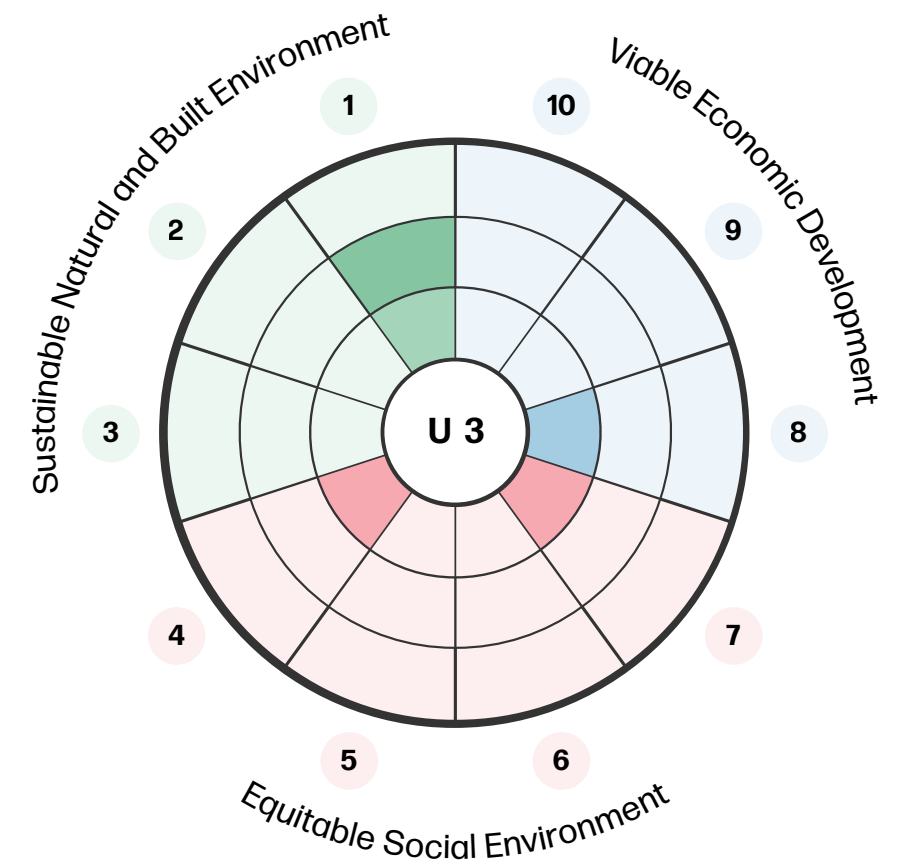 Sustainable Natural and Built Environment
Viable Economic Development
1
10
2
9
U 3
3
8
4
7
5
6
Equitable Social Environment